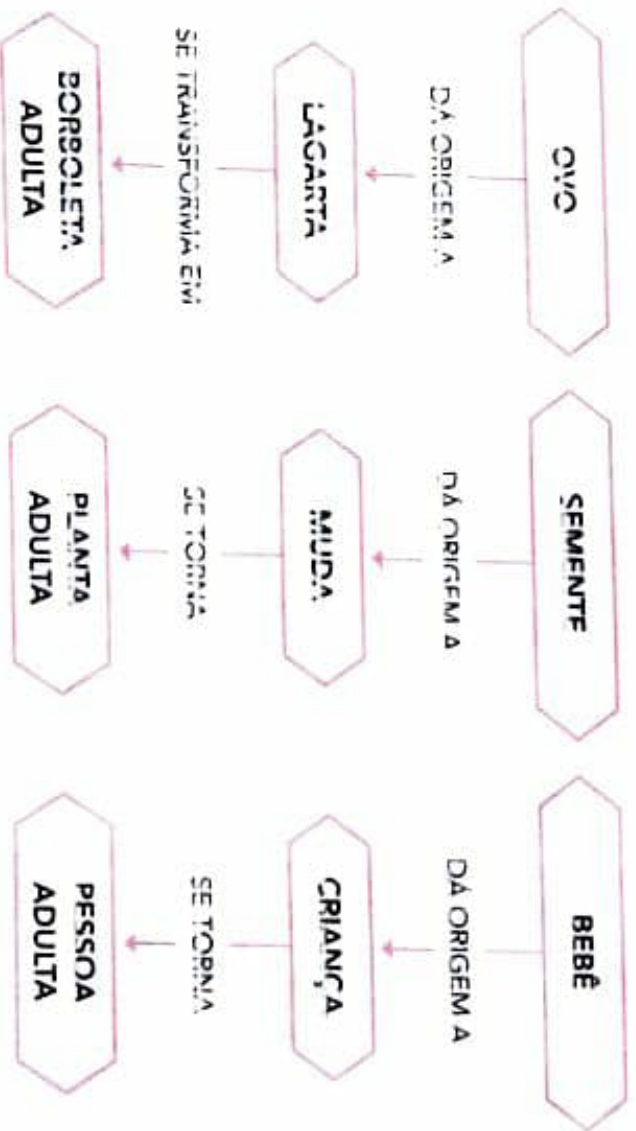 OVO
DÁ ORIGEM A
LAGARTA
SE TRANSFORMA EM
BORBOLETA
ADULTA
SEMENTE
DÁ ORIGEM A
MUDA
SE TORNA
PLANTA
ADULTA
BEBÊ
DÁ ORIGEM A
CRIANÇA
SE TORNA
PESSOA
ADULTA